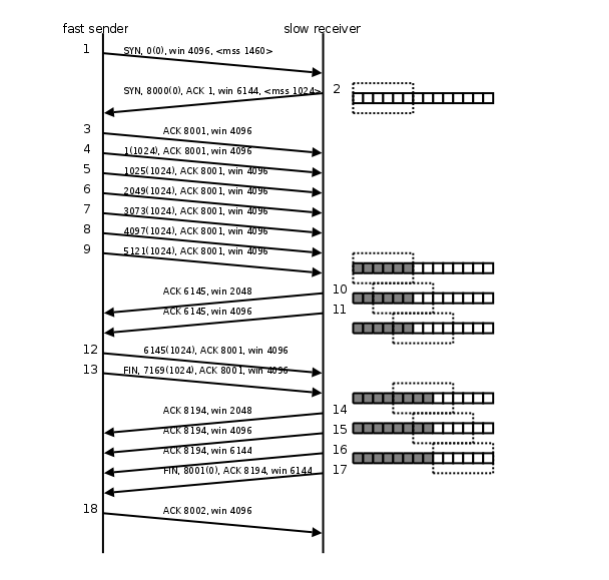 fast sender slow receiver
1 SYN, 0(0), win 4096, <mss 1460>
SYN, 8000(0), ACK 1, win 6144, <mss 1024> 2
3 ACK 8001, win 4096
4 1(1024), ACK 8001, win 4096
5 1025(1024), ACK 8001, win 4096
6 2049(1024), ACK 8001, win 4096
7 3073(1024), ACK 8001, win 4096
8 4097(1024), ACK 8001, win 4096
9 5121(1024), ACK 8001, win 4096
ACK 6145, win 2048 10
ACK 6145, win 4096 11
12 6145(1024), ACK 8001, win 4096
13 FIN, 7169(1024), ACK 8001, win 4096
ACK 8194, win 2048 14
ACK 8194, win 4096 15
ACK 8194, win 6144 16
FIN, 8001(0), ACK 8194, win 6144 17
18 ACK 8002, win 4096